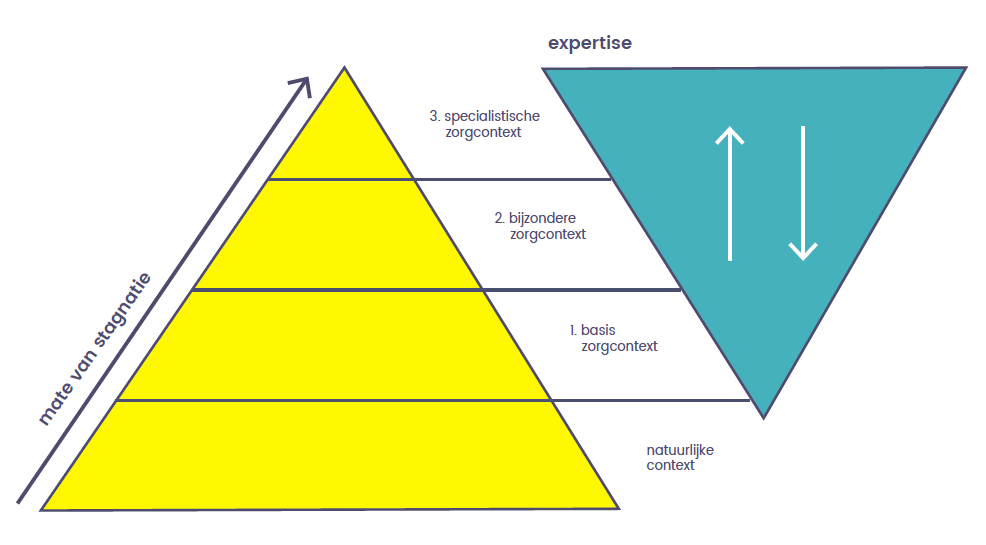 expertise
3. specialistische
zorgcontext
2. bijzondere
zorgcontext
mate van stagnatie
1. basis
zorgcontext
natuurlijke
context